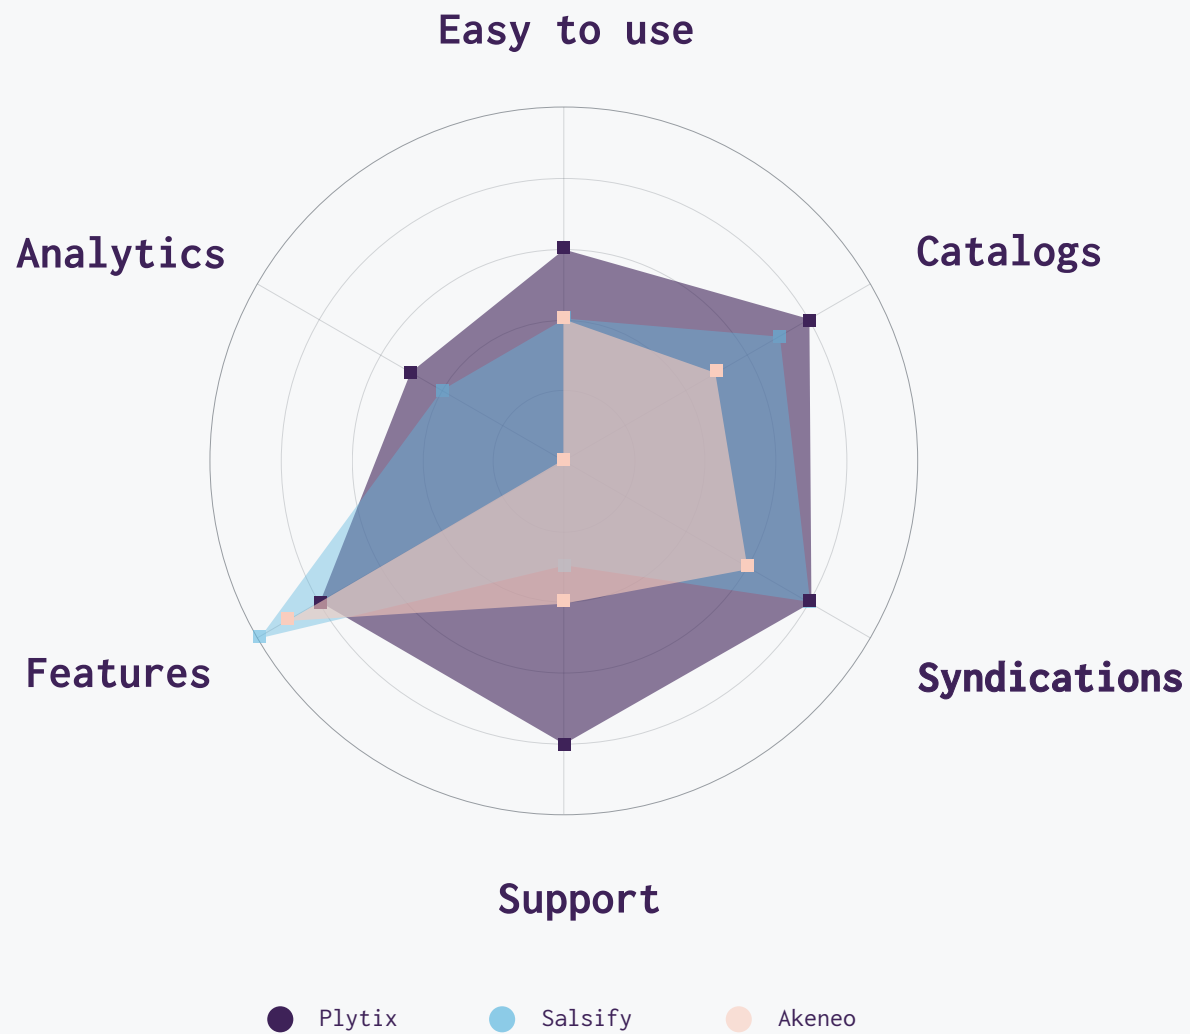 Easy to use
Analytics
Catalogs
Features
Syndications
Support
Plytix
Salsify
Akeneo